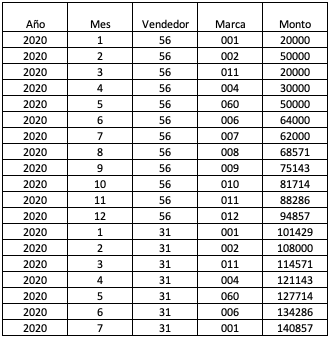 Año Mes Vendedor Marca Monto
2020 1 56 001 20000
2020 2 56 002 50000
2020 3 56 011 20000
2020 4 56 004 30000
2020 5 56 060 50000
2020 6 56 006 64000
2020 7 56 007 62000
2020 8 56 008 68571
2020 9 56 009 75143
2020 10 56 010 81714
2020 11 56 011 88286
2020 12 56 012 94857
2020 1 31 001 101429
2020 2 31 002 108000
2020 3 31 011 114571
2020 4 31 004 121143
2020 5 31 060 127714
2020 6 31 006 134286
2020 7 31 001 140857